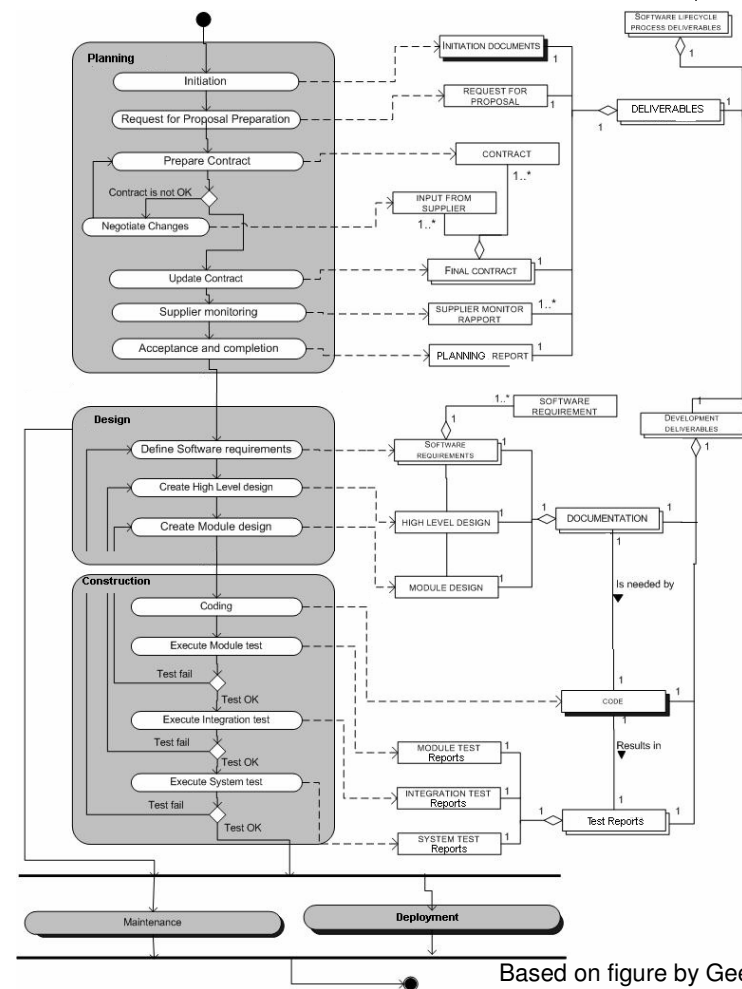 SOFTWARE LIFECYCLE
PROCESS DELIVERABLES
1
Planning
Initiation
INITIATION DOCUMENTS
1
Request for Proposal Preparation
REQUEST FOR
PROPOSAL
1
DELIVERABLES
1
1
Prepare Contract
CONTRACT
1..*
Contract is not OK
Negotiate Changes
INPUT FROM
SUPPLIER
1..*
Update Contract
FINAL CONTRACT
1
Supplier monitoring
SUPPLIER MONITOR
RAPPORT
1..*
Acceptance and completion
PLANNING REPORT
1
1
DEVELOPMENT
DELIVERABLES
1
Design
1..*
SOFTWARE
REQUIREMENT
1
Define Software requirements
SOFTWARE
REQUIREMENTS
1
Create High Level design
HIGH LEVEL DESIGN
1
1
DOCUMENTATION
1
1
Create Module design
MODULE DESIGN
1
Is needed by
Construction
Coding
1
CODE
1
1
Execute Module test
Test fail
Test OK
Results in
Execute Integration test
MODULE TEST
Reports
1
Test fail
Test OK
Execute System test
INTEGRATION TEST
Reports
1
1
1
Test Reports
1
Test fail
Test OK
SYSTEM TEST
Reports
1
Maintenance
Deployment
Based on figure by Gee